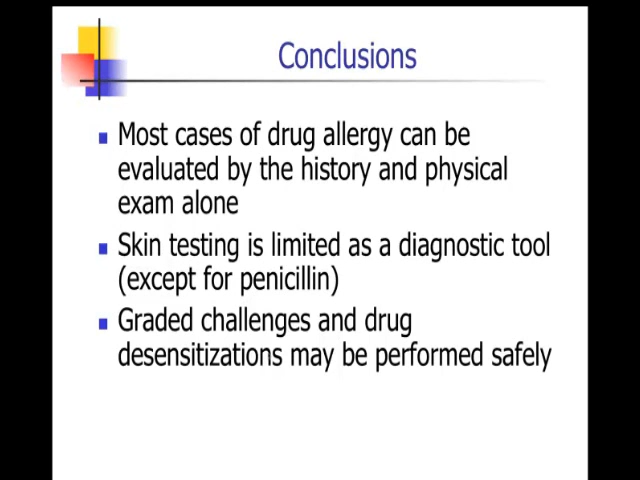 Conclusions
Most cases of drug allergy can be
evaluated by the history and physical
exam alone
Skin testing is limited as a diagnostic tool
(except for penicillin)
Graded challenges and drug
desensitizations may be performed safely